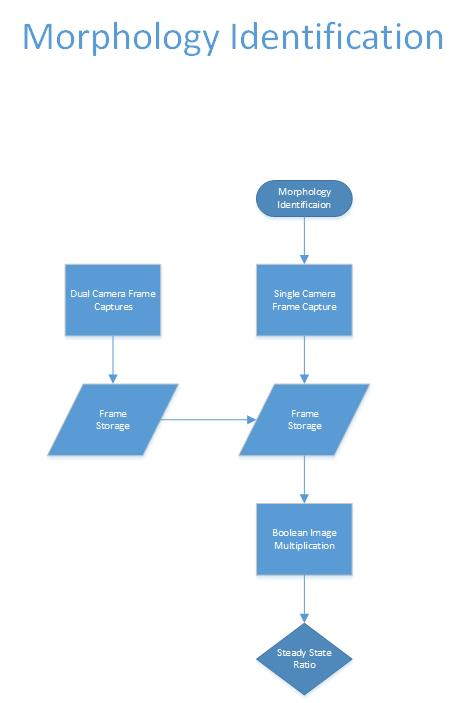 Morphology Identification
Morphology
Identificaion
Dual Camera Frame
Captures
Single Camera
Frame Capture
Frame
Storage
Frame
Storage
Boolean Image
Multiplication
Steady State
Ratio